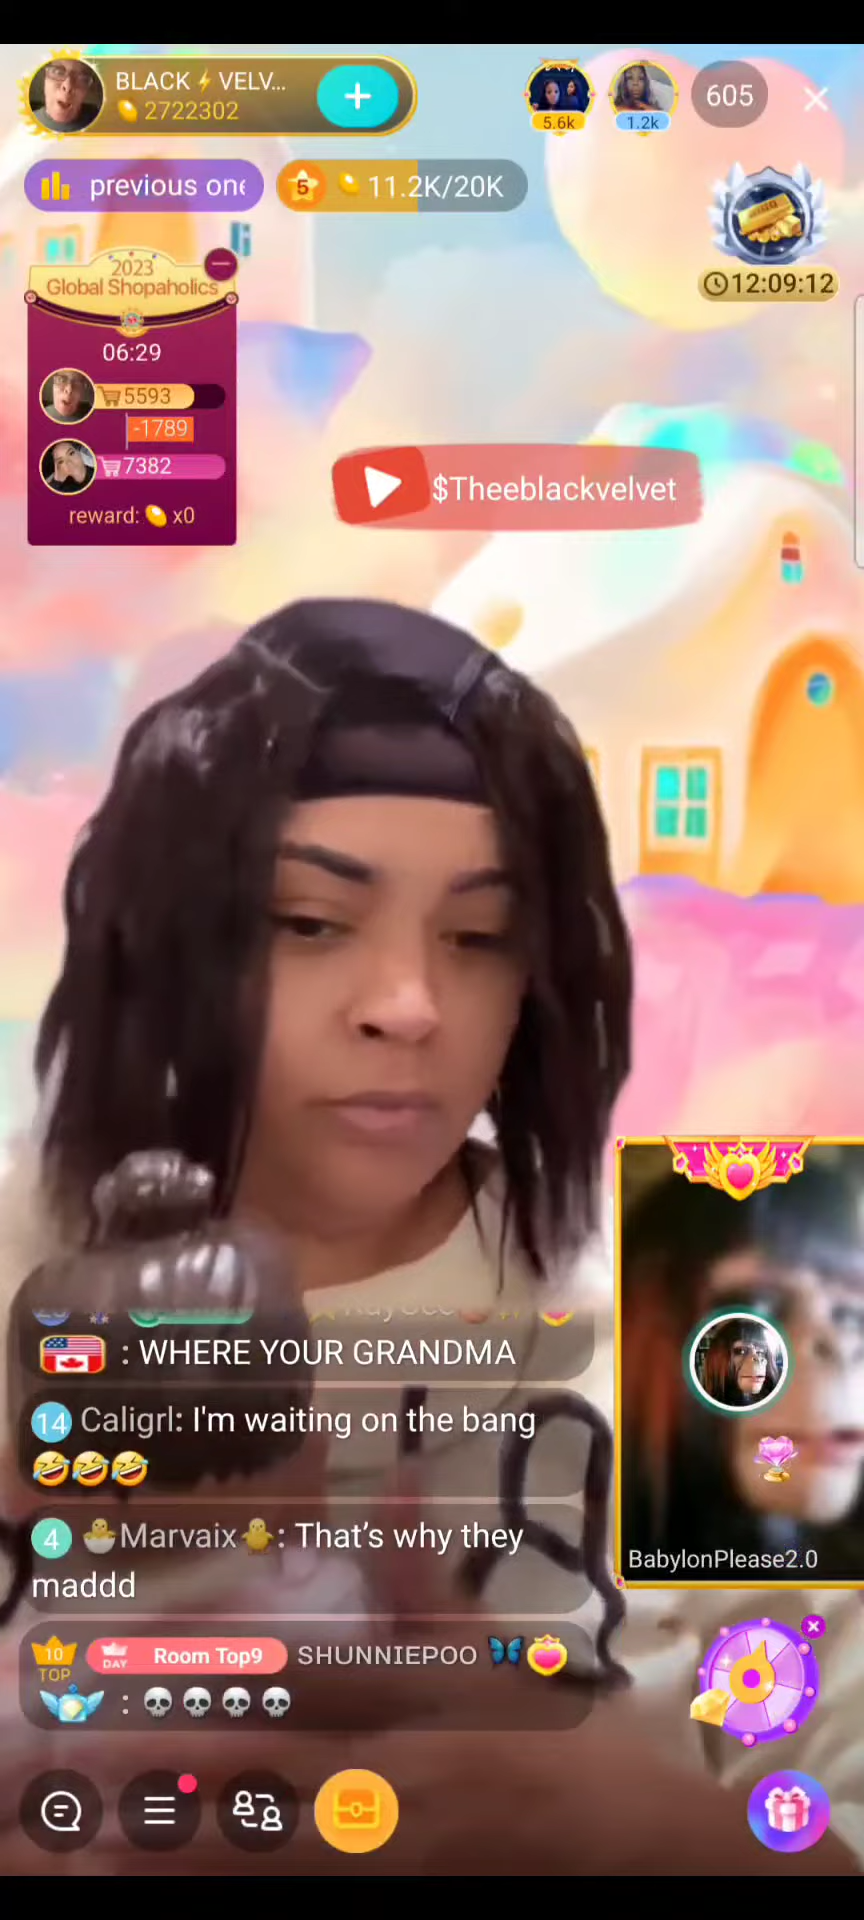 BLACK⚡VELV...
2722302
5.6k
1.2k
605
previous one
5
11.2K/20K
12:09:12
2023
Global Shopaholics
06:29
5593
-1789
7382
reward: x0
$Theeblackvelvet
: WHERE YOUR GRANDMA
14 Caligrl: I'm waiting on the bang
🤣🤣🤣
4 🐣Marvaix🐥: That's why they
maddd
10 TOP DAY Room Top9 SHUNNIEPOO 🦋
: 💀💀💀💀
BabylonPlease2.0